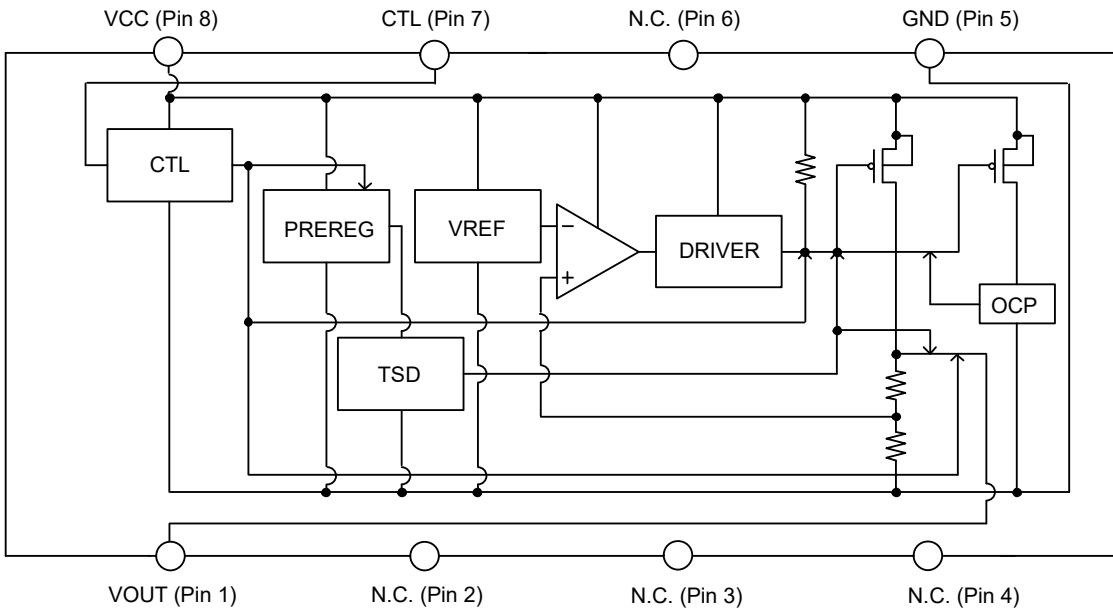 VCC (Pin 8)
CTL (Pin 7)
N.C. (Pin 6)
GND (Pin 5)
CTL
PREREG
VREF
−
+
DRIVER
OCP
TSD
VOUT (Pin 1)
N.C. (Pin 2)
N.C. (Pin 3)
N.C. (Pin 4)